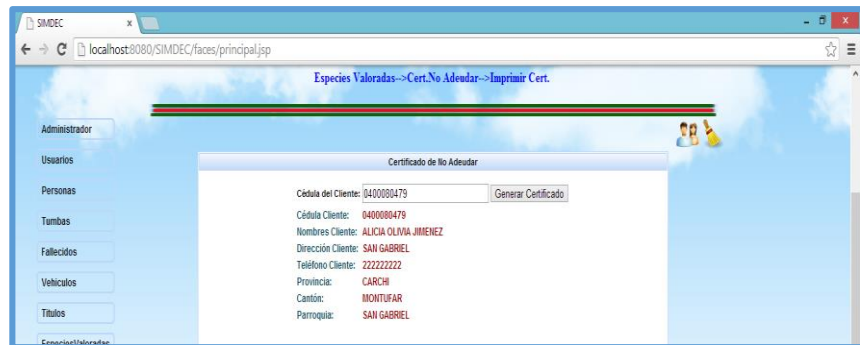 SIMDEC
localhost:8080/SIMDEC/faces/principal.jsp
Especies Valoradas-->Cert.No Adeudar-->Imprimir Cert.
Administrador
Usuarios
Personas
Tumbas
Fallecidos
Vehiculos
Titulos
EspeciesValoradas
Certificado de No Adeudar
Cédula del Cliente: 0400080479 Generar Certificado
Cédula Cliente: 0400080479
Nombres Cliente: ALICIA OLIVIA JIMENEZ
Dirección Cliente: SAN GABRIEL
Teléfono Cliente: 222222222
Provincia: CARCHI
Cantón: MONTUFAR
Parroquia: SAN GABRIEL